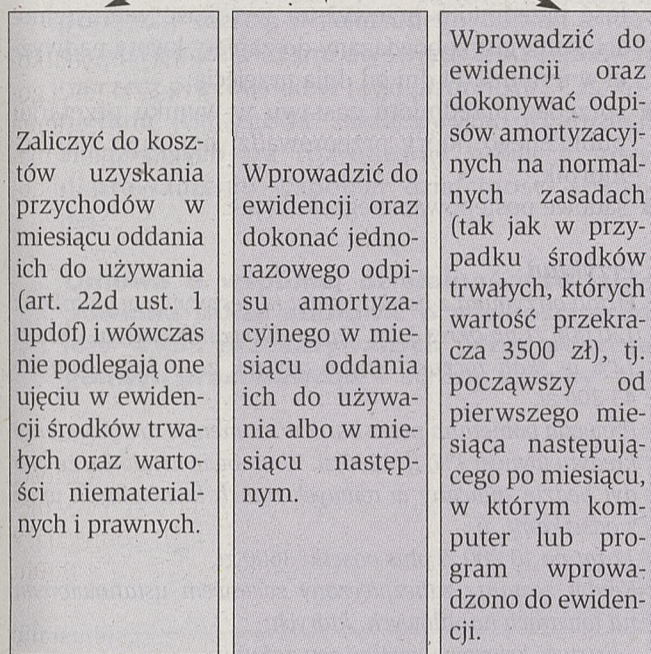 Zaliczyć do kosz-
tów uzyskania
przychodów w
miesiącu oddania
ich do używania
(art. 22d ust. 1
updof) i wówczas
nie podlegają one
ujęciu w ewiden-
cji środków trwa-
łych oraz warto-
ści niematerial-
nych i prawnych.
Wprowadzić do
ewidencji oraz
dokonać jedno-
razowego odpi-
su amortyza-
cyjnego w mie-
siącu oddania
ich do używa-
nia albo w mie-
siącu następ-
nym.
Wprowadzić do
ewidencji oraz
dokonywać odpi-
sów amortyzacyj-
nych na normal-
nych zasadach
(tak jak w przy-
padku środków
trwałych, których
wartość przekra-
cza 3500 zł), tj.
począwszy od
pierwszego mie-
siąca następują-
cego po miesiącu,
w którym kom-
puter lub pro-
gram wprowa-
dzono do ewiden-
cji.